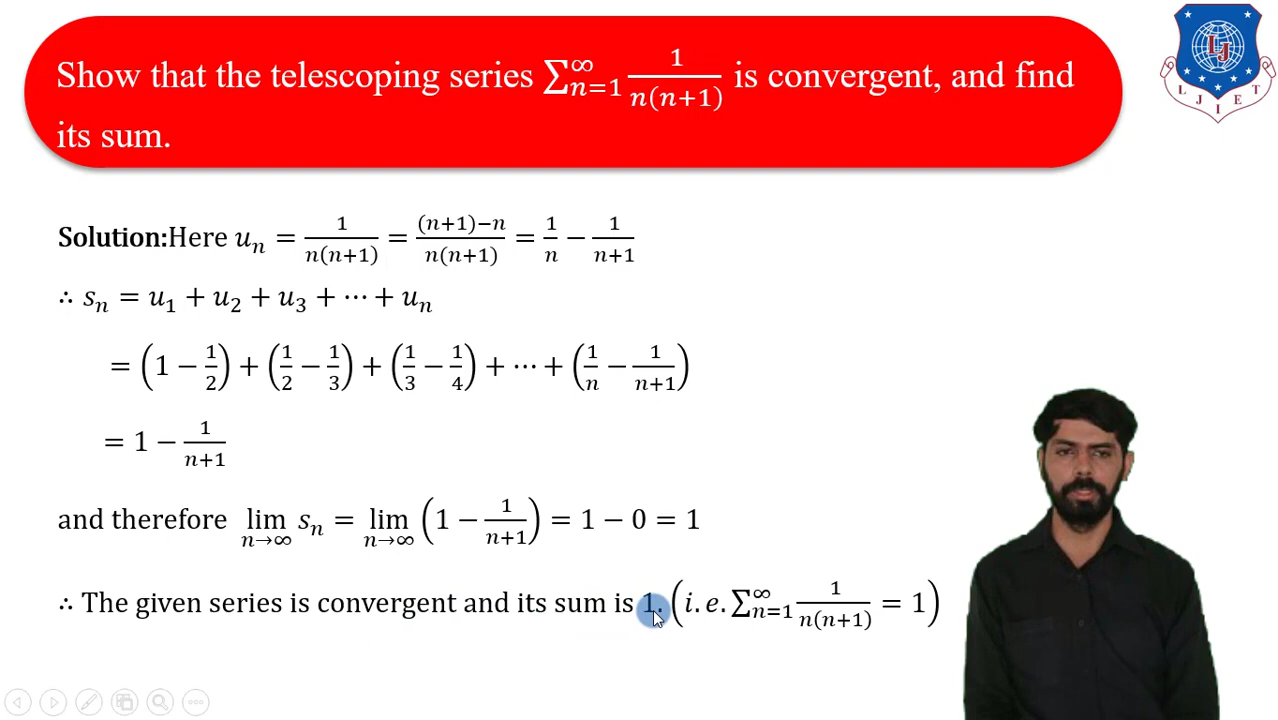 Show that the telescoping series ∑_{n=1}^{∞} 1/(n(n+1)) is convergent, and find
its sum.
LJ
L J I E T
Solution:Here u_n = 1/(n(n+1)) = ((n+1)−n)/(n(n+1)) = 1/n − 1/(n+1)
∴ s_n = u_1 + u_2 + u_3 + ⋯ + u_n
= (1 − 1/2) + (1/2 − 1/3) + (1/3 − 1/4) + ⋯ + (1/n − 1/(n+1))
= 1 − 1/(n+1)
and therefore lim_{n→∞} s_n = lim_{n→∞} (1 − 1/(n+1)) = 1 − 0 = 1
∴ The given series is convergent and its sum is 1. (i.e. ∑_{n=1}^{∞} 1/(n(n+1)) = 1)